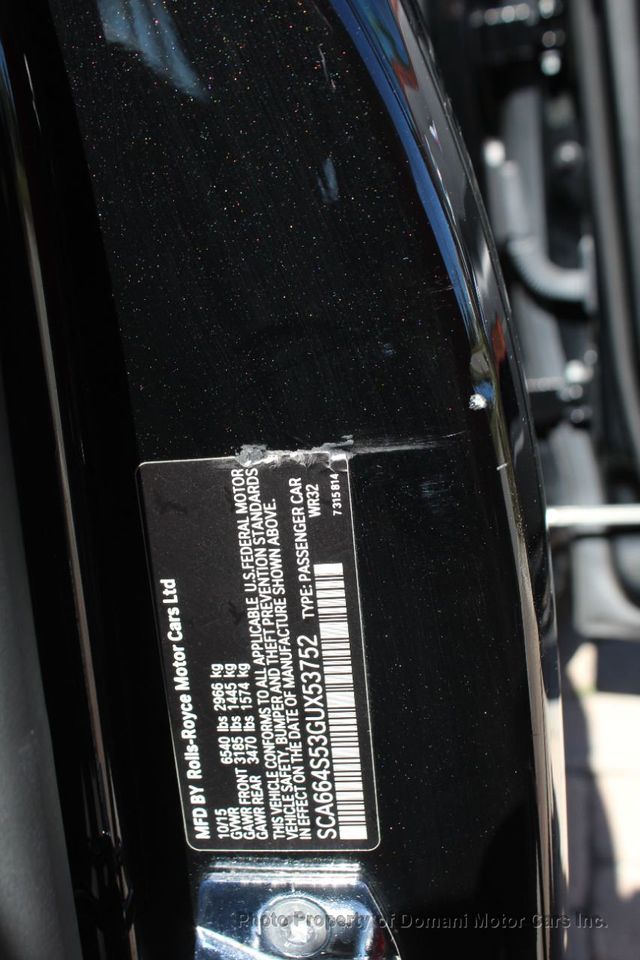 MFD BY Rolls-Royce Motor Cars Ltd
10/15
GVWR 6540 lbs 2966 kg
GAWR FRONT 3185 lbs 1445 kg
GAWR REAR 3470 lbs 1574 kg
THIS VEHICLE CONFORMS TO ALL APPLICABLE U.S.FEDERAL MOTOR
VEHICLE SAFETY, BUMPER AND THEFT PREVENTION STANDARDS
IN EFFECT ON THE DATE OF MANUFACTURE SHOWN ABOVE.
SCA664S53GUX53752 TYPE: PASSENGER CAR
WR32
7 315 814
Photo Property of Domani Motor Cars Inc.